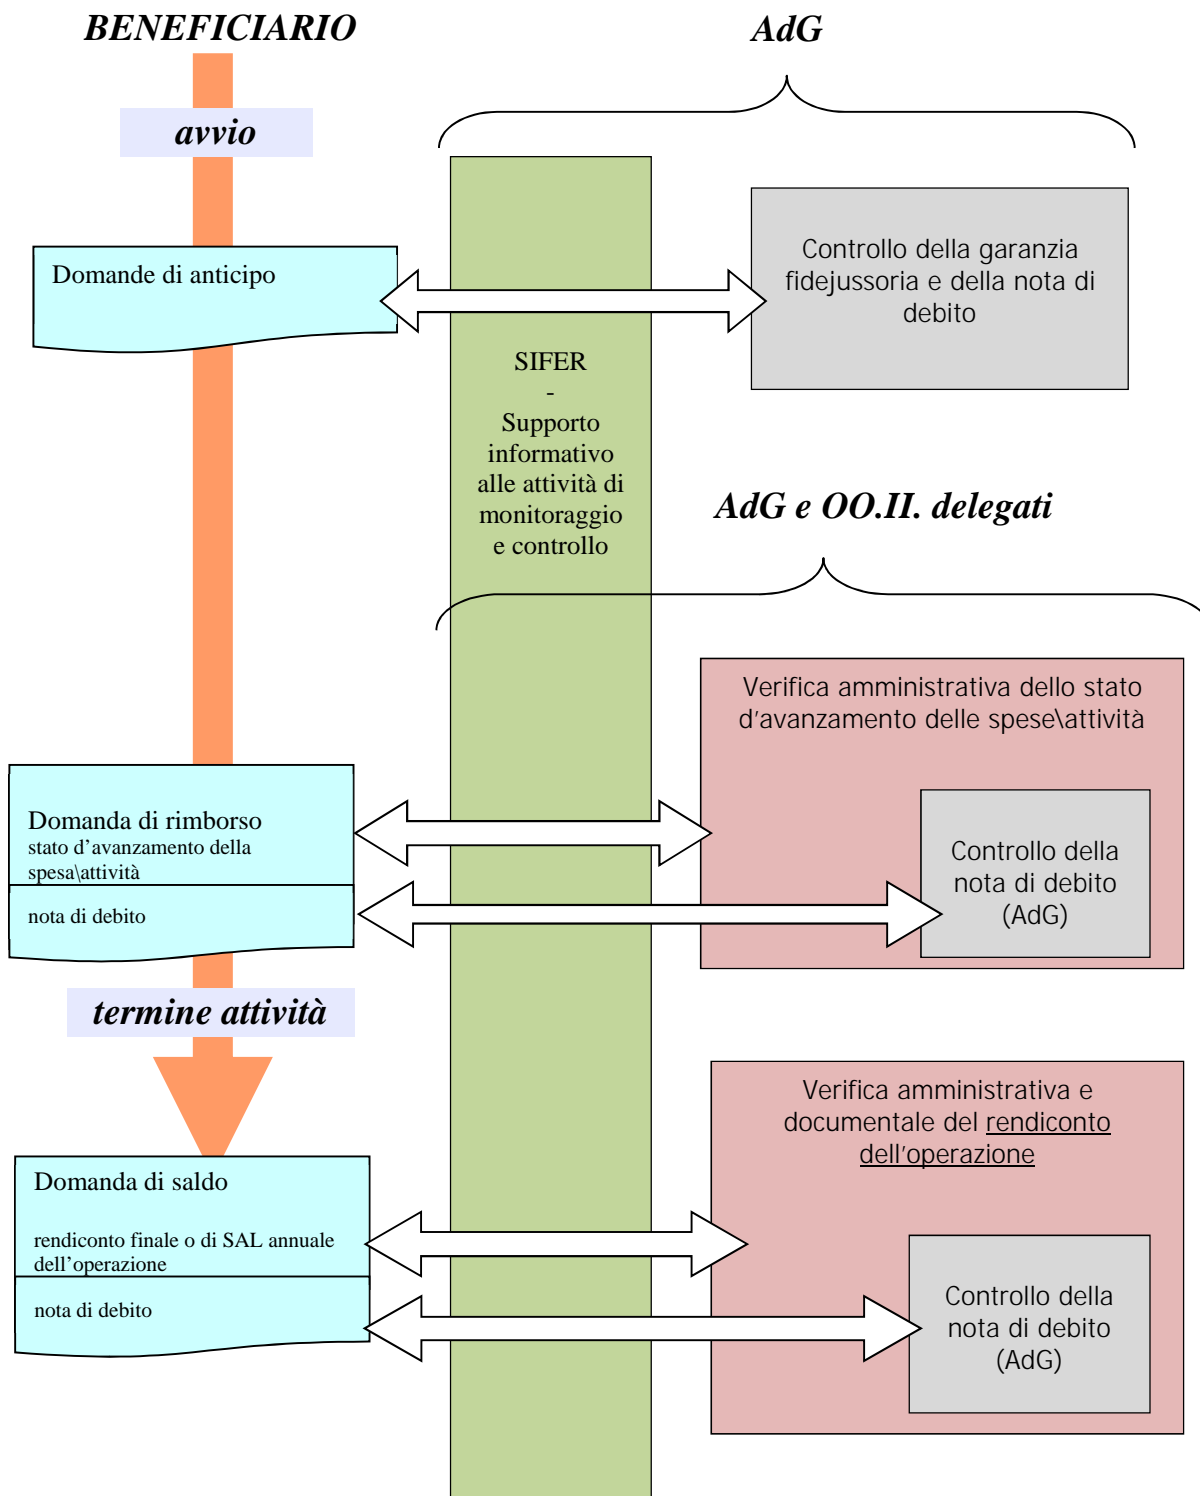 BENEFICIARIO
AdG
avvio
Domande di anticipo
Controllo della garanzia
fidejussoria e della nota di
debito
SIFER
-
Supporto
informativo
alle attività di
monitoraggio
e controllo
AdG e OO.II. delegati
Verifica amministrativa dello stato
d'avanzamento delle spese\attività
Domanda di rimborso
stato d'avanzamento della
spesa\attività
nota di debito
Controllo della
nota di debito
(AdG)
termine attività
Verifica amministrativa e
documentale del rendiconto
dell'operazione
Domanda di saldo
rendiconto finale o di SAL annuale
dell'operazione
nota di debito
Controllo della
nota di debito
(AdG)